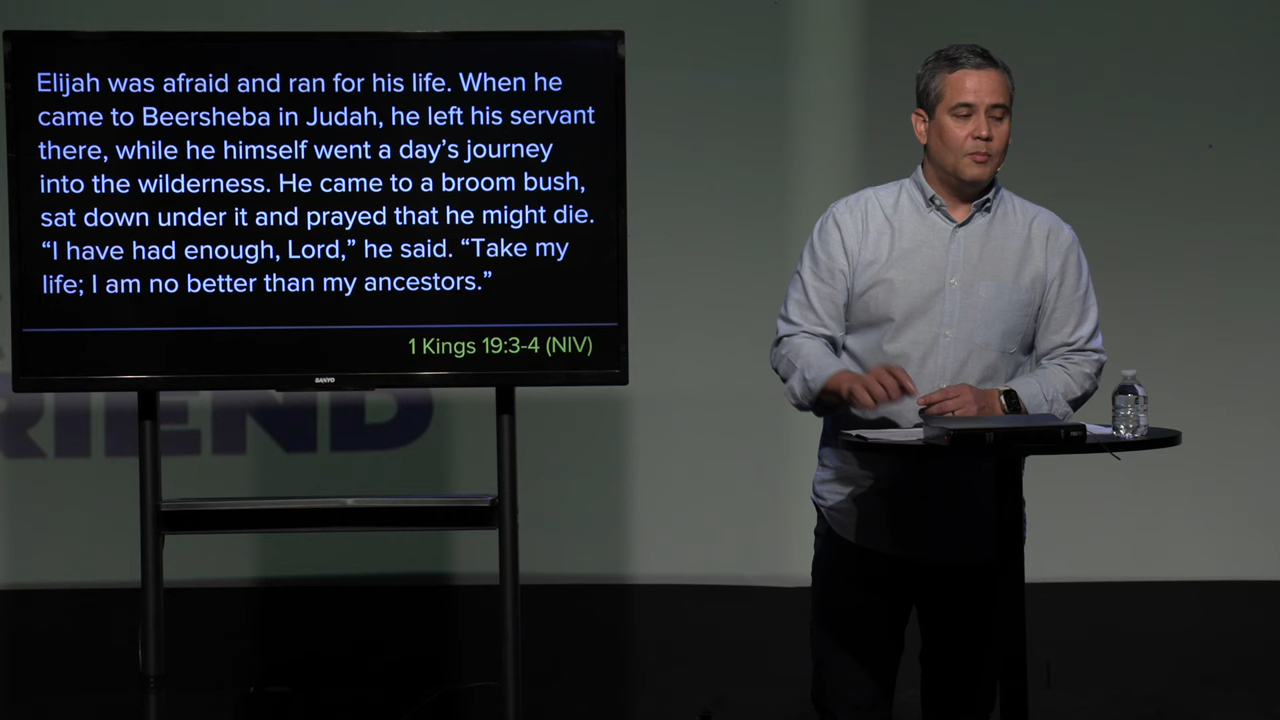 Elijah was afraid and ran for his life. When he
came to Beersheba in Judah, he left his servant
there, while he himself went a day’s journey
into the wilderness. He came to a broom bush,
sat down under it and prayed that he might die.
“I have had enough, Lord,” he said. “Take my
life; I am no better than my ancestors.”
1 Kings 19:3-4 (NIV)
SANYO
RIEND